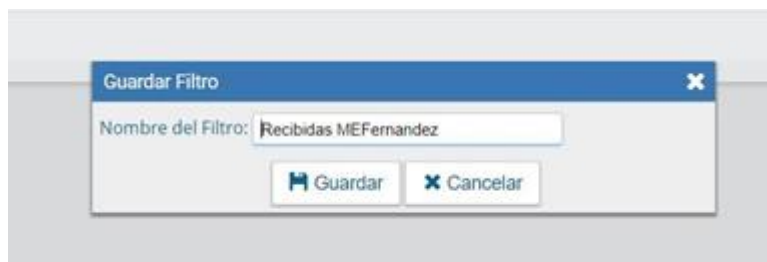 Guardar Filtro
Nombre del Filtro: Recibidas MEFernandez
Guardar Cancelar